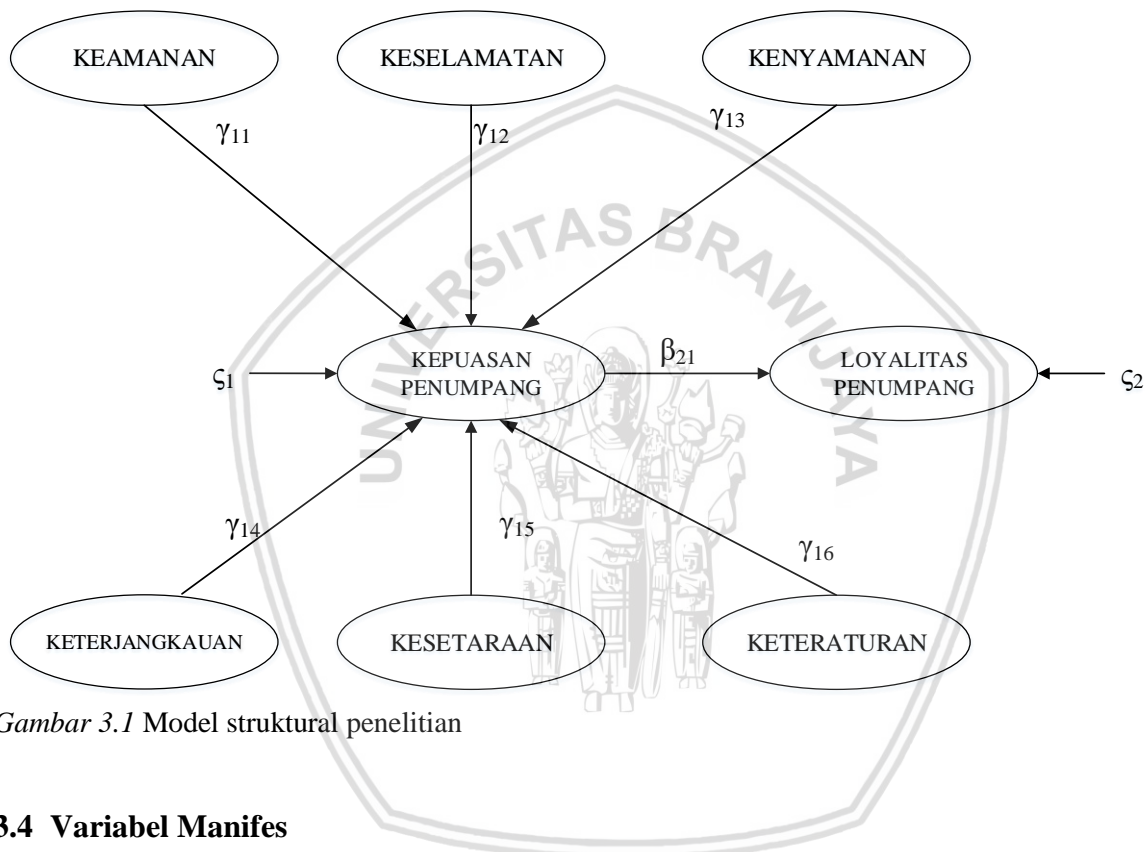 KEAMANAN KESELAMATAN KENYAMANAN
γ11 γ12 γ13
UNIVERSITAS BRAWIJAYA
ς1 KEPUASAN PENUMPANG β21 LOYALITAS PENUMPANG ς2
γ14 γ15 γ16
KETERJANGKAUAN KESETARAAN KETERATURAN
Gambar 3.1 Model struktural penelitian
3.4 Variabel Manifes